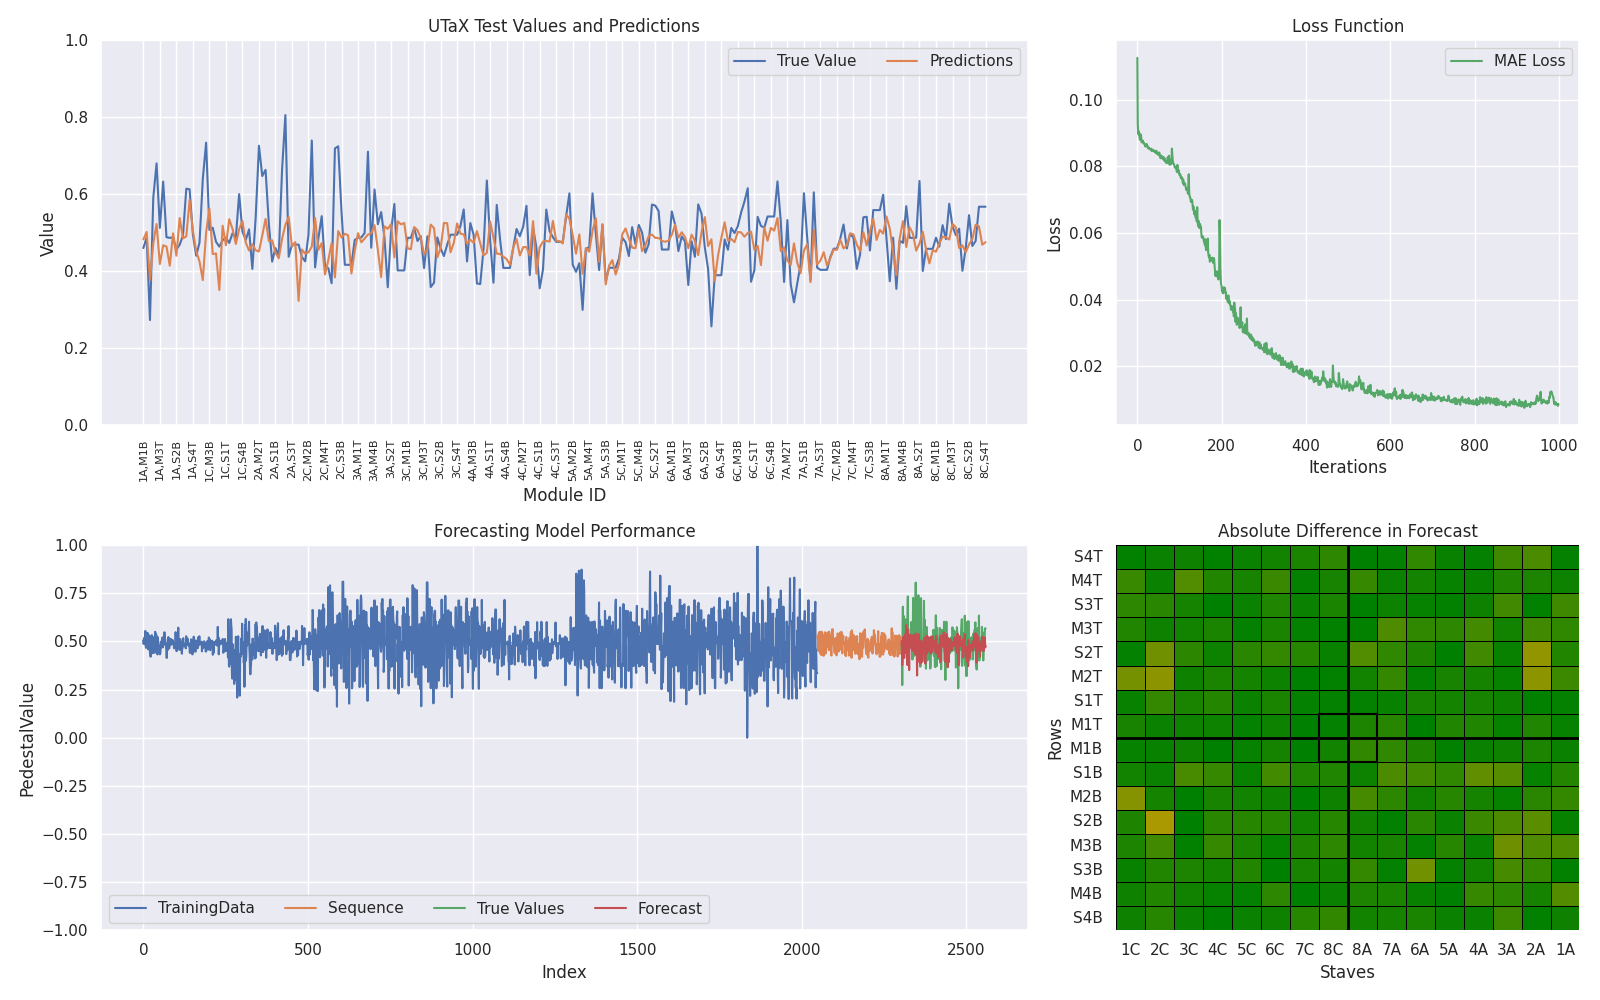 UTaX Test Values and Predictions
True Value Predictions
1.0
0.8
0.6
0.4
0.2
0.0
Value
1A,M1B 1A,M3T 1A,S2B 1A,S4T 1C,M3B 1C,S1T 1C,S4B 2A,M2T 2A,S1B 2A,S3T 2C,M2B 2C,M4T 2C,S3B 3A,M1T 3A,M4B 3A,S2T 3C,M1B 3C,M3T 3C,S2B 3C,S4T 4A,M3B 4A,S1T 4A,S4B 4C,M2T 4C,S1B 4C,S3T 5A,M2B 5A,M4T 5A,S3B 5C,M1T 5C,M4B 5C,S2T 6A,M1B 6A,M3T 6A,S2B 6A,S4T 6C,M3B 6C,S1T 6C,S4B 7A,M2T 7A,S1B 7A,S3T 7C,M2B 7C,M4T 7C,S3B 8A,M1T 8A,M4B 8A,S2T 8C,M1B 8C,M3T 8C,S2B 8C,S4T
Module ID
Loss Function
MAE Loss
0.10
0.08
0.06
0.04
0.02
Loss
0 200 400 600 800 1000
Iterations
Forecasting Model Performance
1.00
0.75
0.50
0.25
0.00
−0.25
−0.50
−0.75
−1.00
PedestalValue
TrainingData Sequence True Values Forecast
0 500 1000 1500 2000 2500
Index
Absolute Difference in Forecast
S4T
M4T
S3T
M3T
S2T
M2T
S1T
M1T
M1B
S1B
M2B
S2B
M3B
S3B
M4B
S4B
Rows
1C 2C 3C 4C 5C 6C 7C 8C 8A 7A 6A 5A 4A 3A 2A 1A
Staves